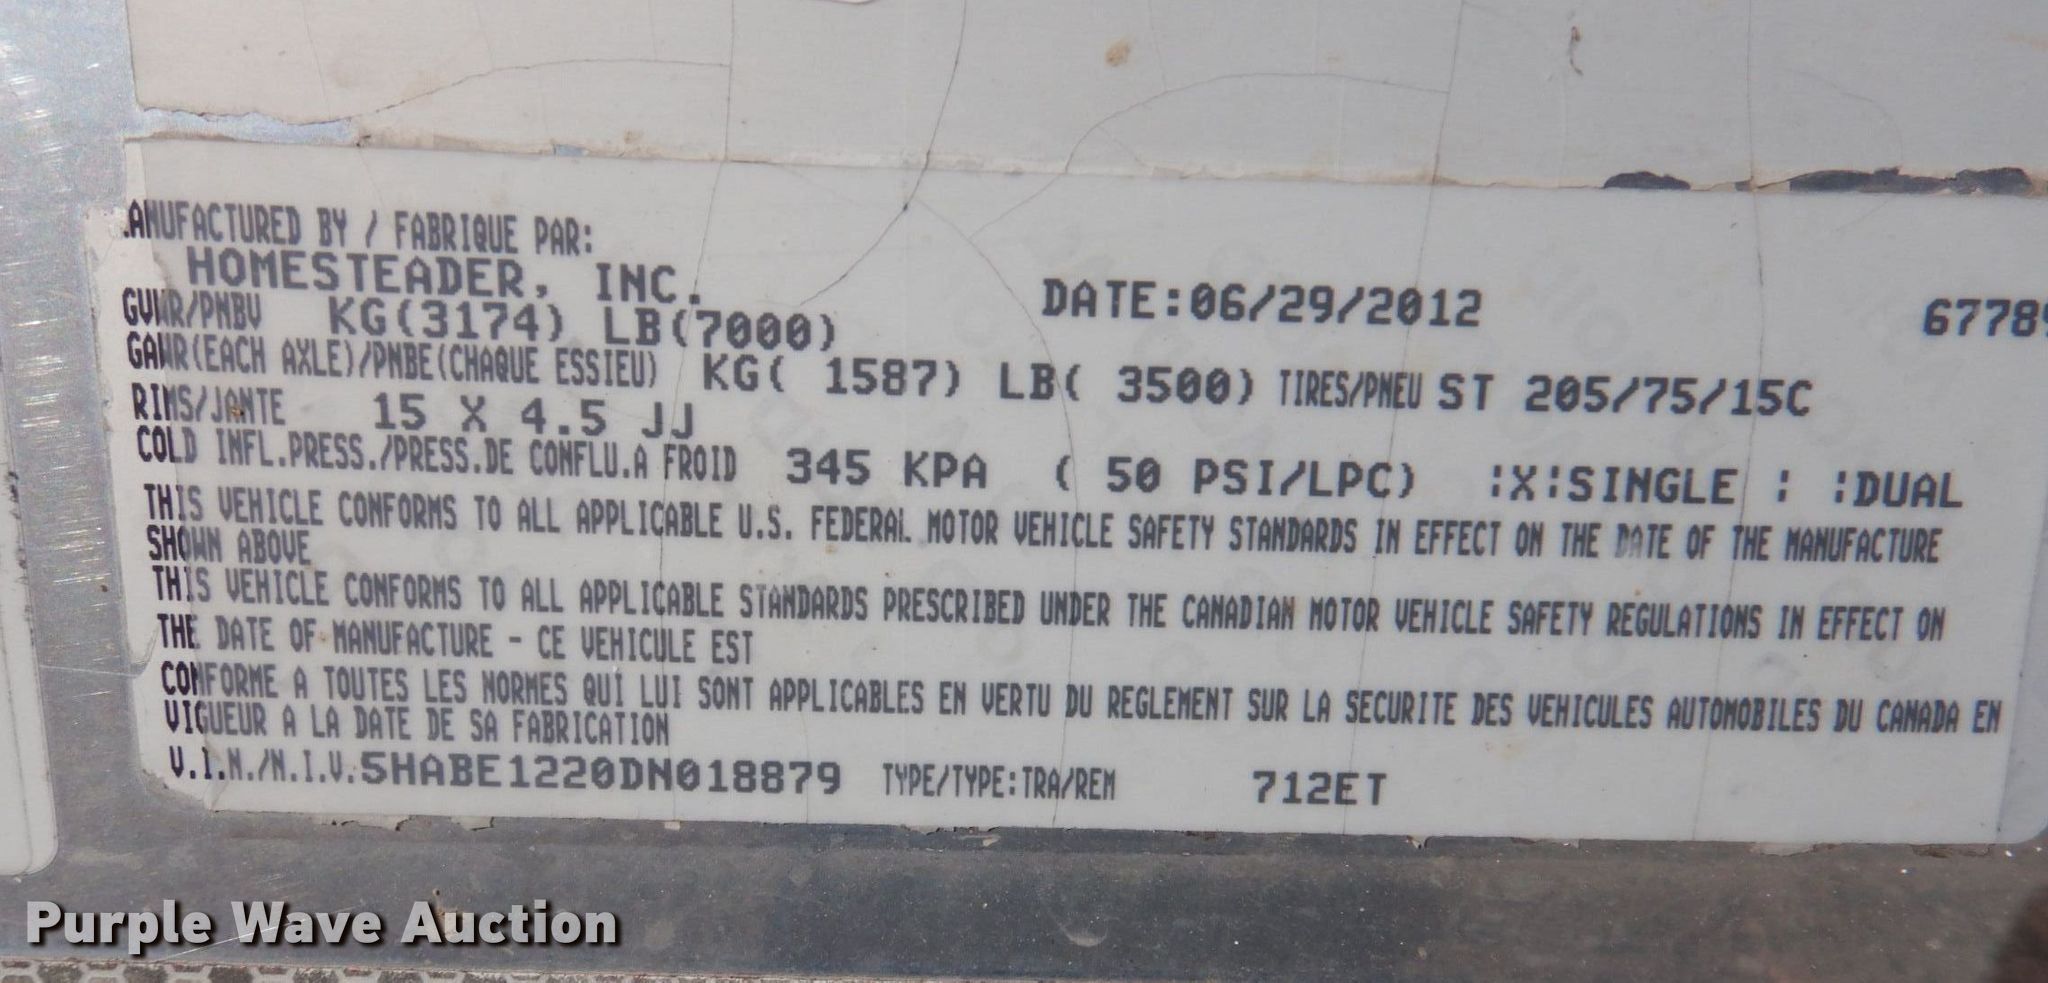 ANUFACTURED BY / FABRIQUE PAR:
HOMESTEADER, INC.
DATE:06/29/2012
67789
GVWR/PNBV KG(3174) LB(7000)
GAWR(EACH AXLE)/PNBE(CHAQUE ESSIEU) KG( 1587) LB( 3500) TIRES/PNEU ST 205/75/15C
RIMS/JANTE 15 X 4.5 JJ
COLD INFL.PRESS./PRESS.DE CONFLU.A FROID 345 KPA ( 50 PSI/LPC) :X:SINGLE : :DUAL
THIS VEHICLE CONFORMS TO ALL APPLICABLE U.S. FEDERAL MOTOR VEHICLE SAFETY STANDARDS IN EFFECT ON THE DATE OF THE MANUFACTURE
SHOWN ABOVE
THIS VEHICLE CONFORMS TO ALL APPLICABLE STANDARDS PRESCRIBED UNDER THE CANADIAN MOTOR VEHICLE SAFETY REGULATIONS IN EFFECT ON
THE DATE OF MANUFACTURE - CE VEHICULE EST
CONFORME A TOUTES LES NORMES QUI LUI SONT APPLICABLES EN VERTU DU REGLEMENT SUR LA SECURITE DES VEHICULES AUTOMOBILES DU CANADA EN
VIGUEUR A LA DATE DE SA FABRICATION
V.I.N./N.I.V.5HABE1220DN018879 TYPE/TYPE:TRA/REM 712ET
Purple Wave Auction